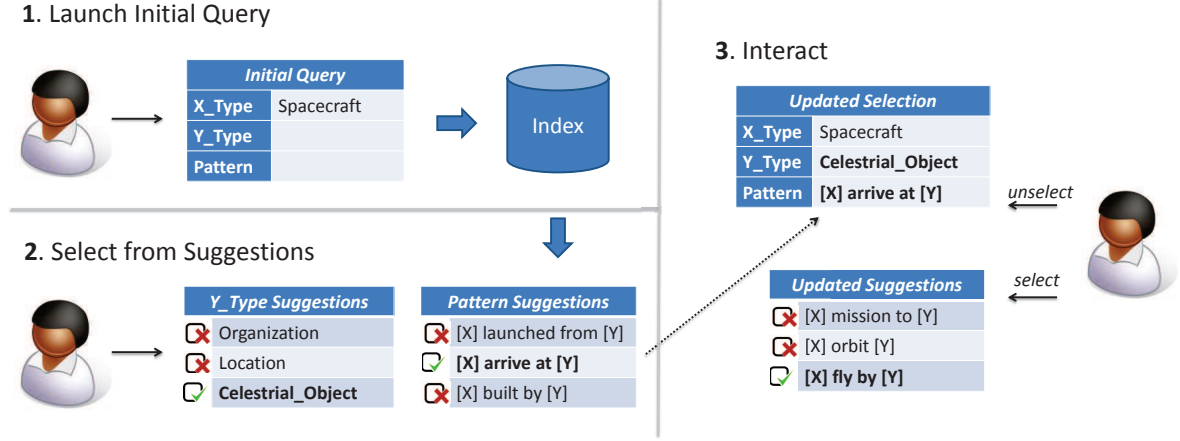 1. Launch Initial Query
Initial Query
X_Type Spacecraft
Y_Type
Pattern
Index
2. Select from Suggestions
Y_Type Suggestions
Organization
Location
Celestrial_Object
Pattern Suggestions
[X] launched from [Y]
[X] arrive at [Y]
[X] built by [Y]
3. Interact
Updated Selection
X_Type Spacecraft
Y_Type Celestrial_Object
Pattern [X] arrive at [Y]
unselect
Updated Suggestions
[X] mission to [Y]
[X] orbit [Y]
[X] fly by [Y]
select